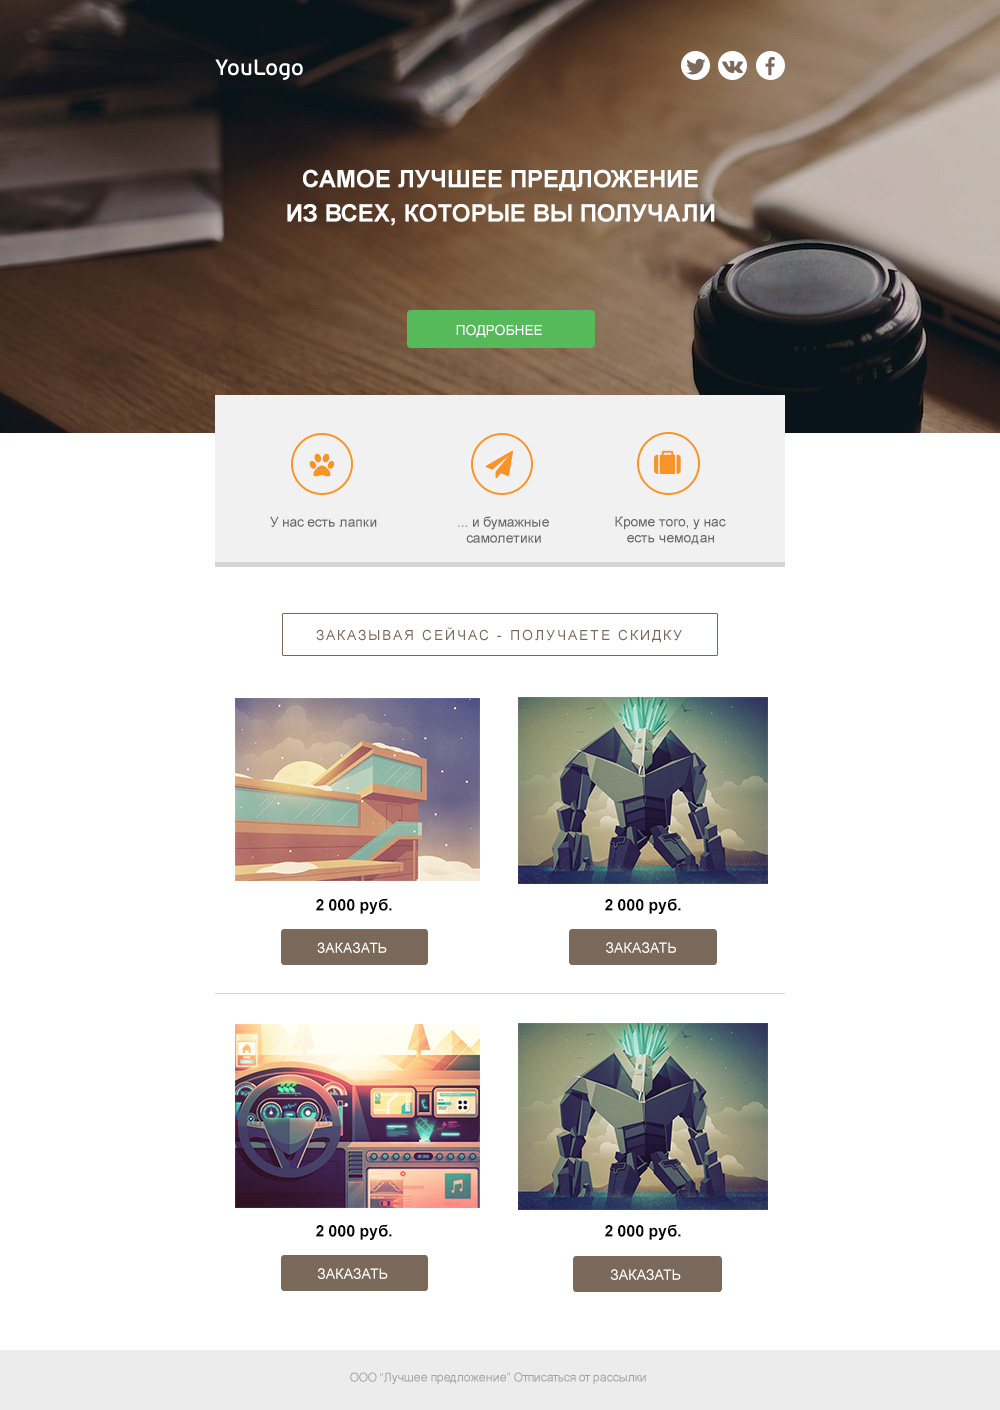 YouLogo
САМОЕ ЛУЧШЕЕ ПРЕДЛОЖЕНИЕ
ИЗ ВСЕХ, КОТОРЫЕ ВЫ ПОЛУЧАЛИ
ПОДРОБНЕЕ
У нас есть лапки
... и бумажные
самолетики
Кроме того, у нас
есть чемодан
ЗАКАЗЫВАЯ СЕЙЧАС - ПОЛУЧАЕТЕ СКИДКУ
2 000 руб.
2 000 руб.
ЗАКАЗАТЬ
ЗАКАЗАТЬ
2 000 руб.
2 000 руб.
ЗАКАЗАТЬ
ЗАКАЗАТЬ
ООО “Лучшее предложение” Отписаться от рассылки